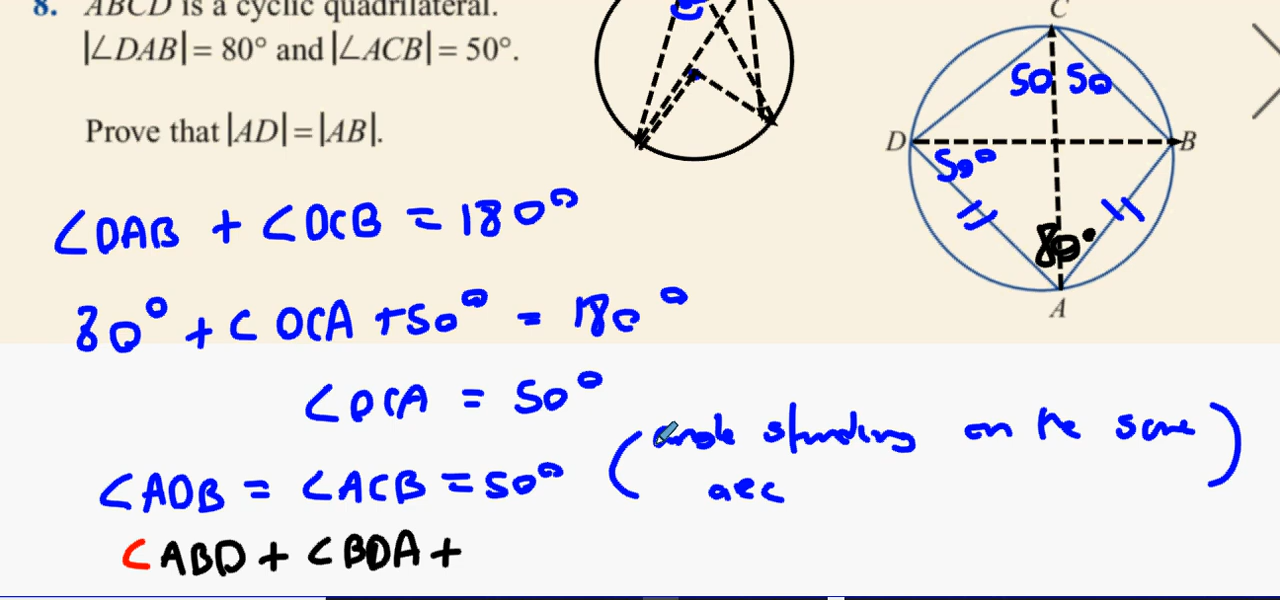 8. ABCD is a cyclic quadrilateral.
|∠DAB| = 80° and |∠ACB| = 50°.
Prove that |AD| = |AB|.
C
50 50
D
B
50°
80°
A
∠DAB + ∠DCB = 180°
80° + ∠DCA + 50° = 180°
∠DCA = 50°
∠ADB = ∠ACB = 50° (angle standing on the same
arc)
∠ABD + ∠BDA +